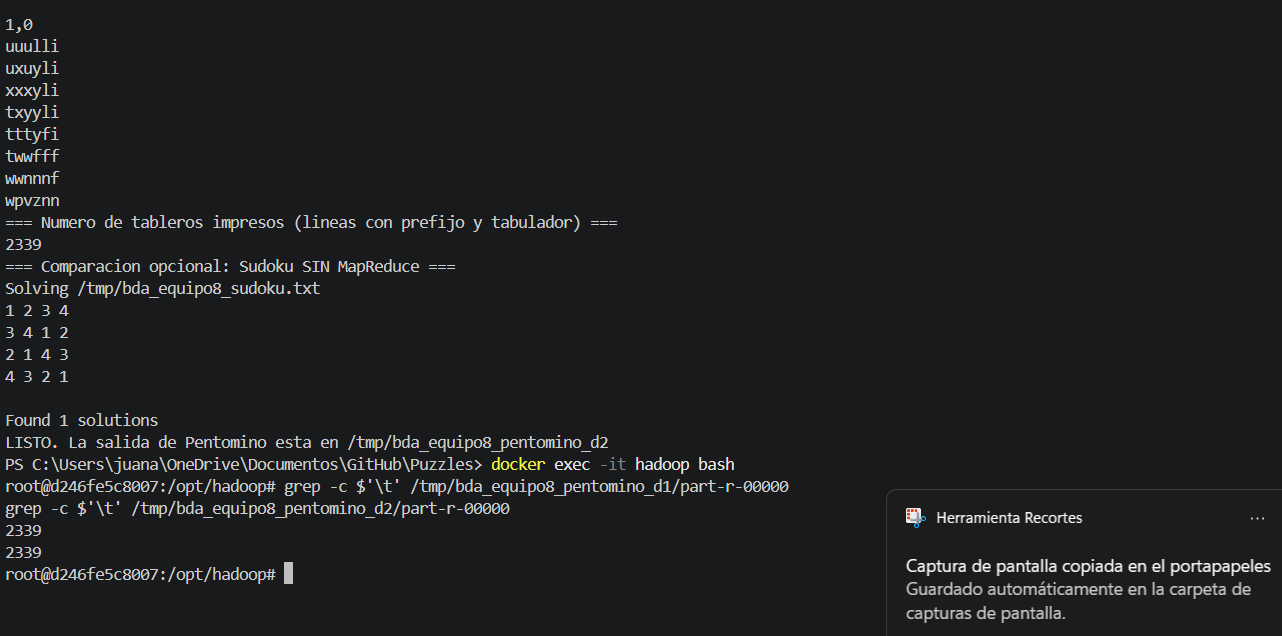 1,0
uuulli
uxuyli
xxxyli
txyyli
tttyfi
twwfff
wwnnnf
wpvznn
=== Numero de tableros impresos (lineas con prefijo y tabulador) ===
2339
=== Comparacion opcional: Sudoku SIN MapReduce ===
Solving /tmp/bda_equipo8_sudoku.txt
1 2 3 4
3 4 1 2
2 1 4 3
4 3 2 1
Found 1 solutions
LISTO. La salida de Pentomino esta en /tmp/bda_equipo8_pentomino_d2
PS C:\Users\juana\OneDrive\Documentos\GitHub\Puzzles> docker exec -it hadoop bash
root@d246fe5c8007:/opt/hadoop# grep -c $'\t' /tmp/bda_equipo8_pentomino_d1/part-r-00000
grep -c $'\t' /tmp/bda_equipo8_pentomino_d2/part-r-00000
2339
2339
root@d246fe5c8007:/opt/hadoop#
Herramienta Recortes
Captura de pantalla copiada en el portapapeles
Guardado automáticamente en la carpeta de
capturas de pantalla.